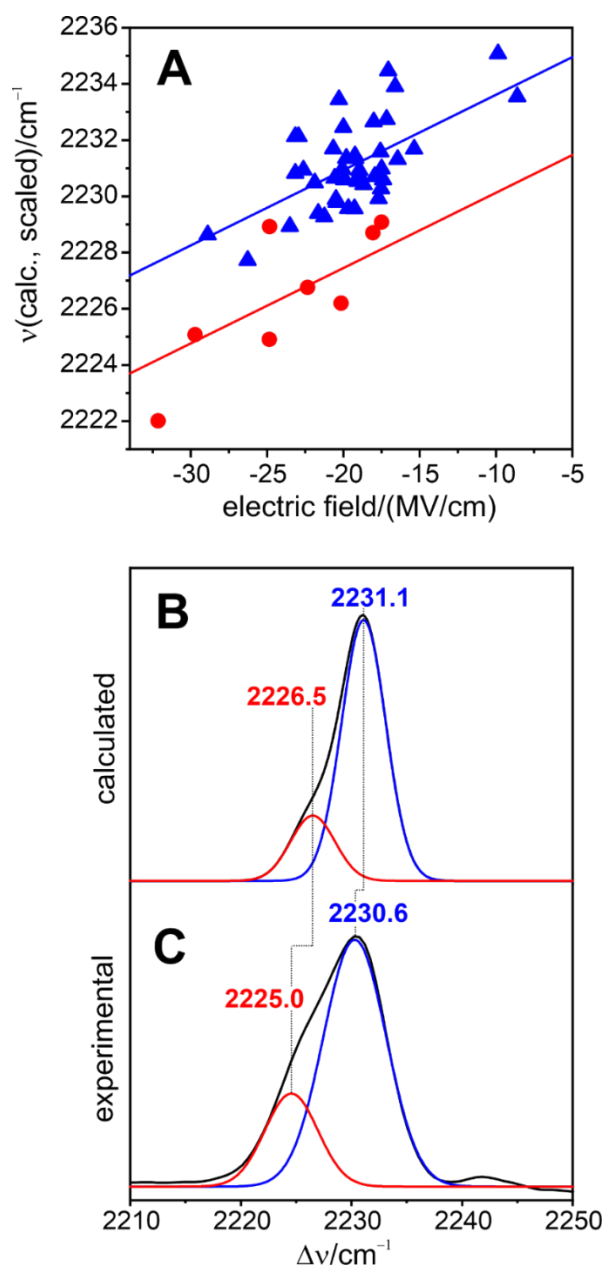 A
ν(calc., scaled)/cm⁻¹
2236
2234
2232
2230
2228
2226
2224
2222
-30 -25 -20 -15 -10 -5
electric field/(MV/cm)
B
calculated
2231.1
2226.5
C
experimental
2230.6
2225.0
2210 2220 2230 2240 2250
Δν/cm⁻¹